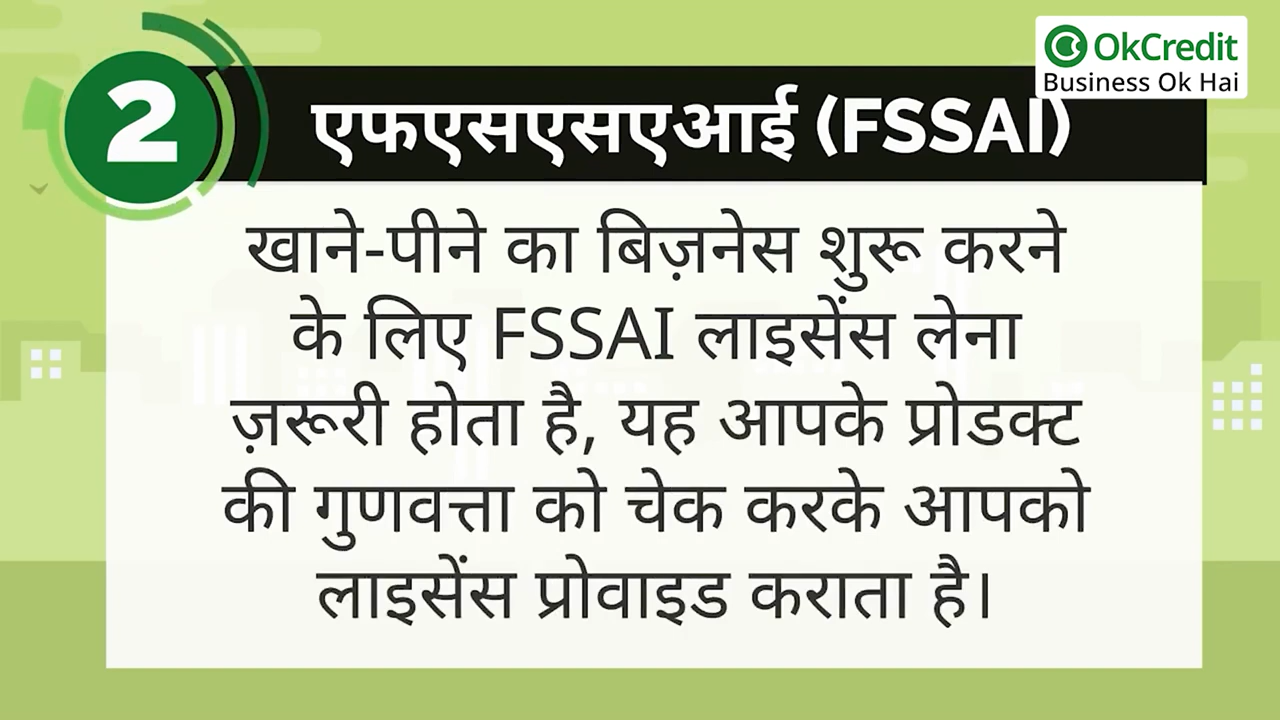 OkCredit
Business Ok Hai
2
एफएसएसएआई (FSSAI)
खाने-पीने का बिज़नेस शुरू करने
के लिए FSSAI लाइसेंस लेना
ज़रूरी होता है, यह आपके प्रोडक्ट
की गुणवत्ता को चेक करके आपको
लाइसेंस प्रोवाइड कराता है।